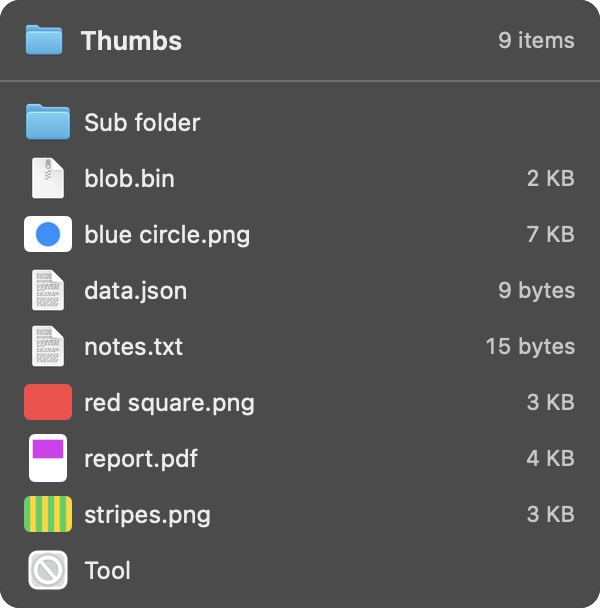 Thumbs 9 items
Sub folder
blob.bin 2 KB
blue circle.png 7 KB
data.json 9 bytes
notes.txt 15 bytes
red square.png 3 KB
report.pdf 4 KB
stripes.png 3 KB
Tool